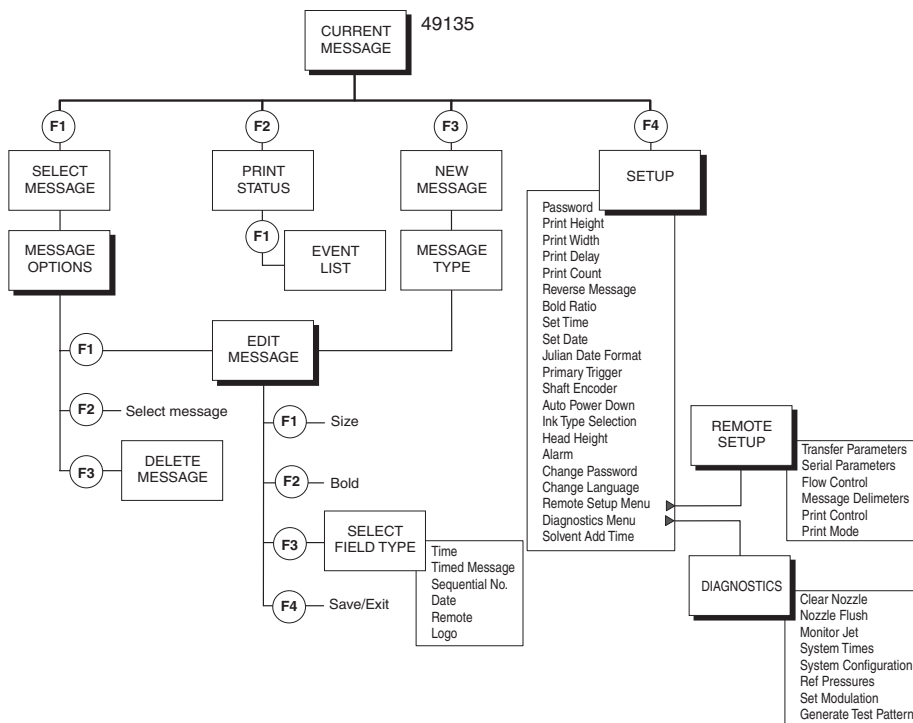 CURRENT
MESSAGE
49135
F1
F2
F3
F4
SELECT
MESSAGE
PRINT
STATUS
NEW
MESSAGE
SETUP
MESSAGE
OPTIONS
F1
EVENT
LIST
MESSAGE
TYPE
Password
Print Height
Print Width
Print Delay
Print Count
Reverse Message
Bold Ratio
Set Time
Set Date
Julian Date Format
Primary Trigger
Shaft Encoder
Auto Power Down
Ink Type Selection
Head Height
Alarm
Change Password
Change Language
Remote Setup Menu
Diagnostics Menu
Solvent Add Time
F1
EDIT
MESSAGE
F2
Select message
F3
DELETE
MESSAGE
F1
Size
F2
Bold
F3
SELECT
FIELD TYPE
Time
Timed Message
Sequential No.
Date
Remote
Logo
F4
Save/Exit
REMOTE
SETUP
Transfer Parameters
Serial Parameters
Flow Control
Message Delimeters
Print Control
Print Mode
DIAGNOSTICS
Clear Nozzle
Nozzle Flush
Monitor Jet
System Times
System Configuration
Ref Pressures
Set Modulation
Generate Test Pattern